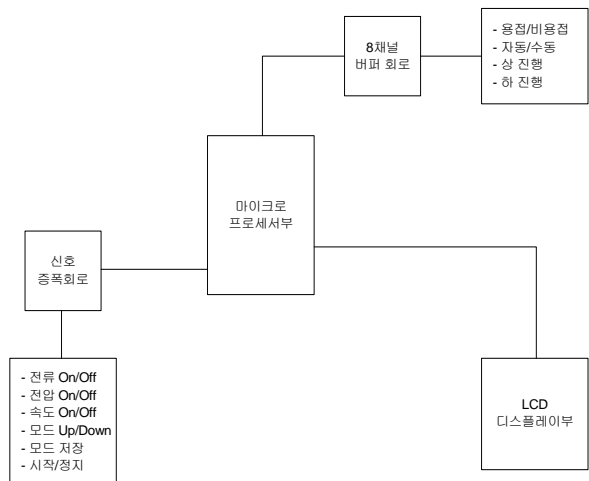 8채널
버퍼 회로
- 용접/비용접
- 자동/수동
- 상 진행
- 하 진행
마이크로
프로세서부
신호
증폭회로
- 전류 On/Off
- 전압 On/Off
- 속도 On/Off
- 모드 Up/Down
- 모드 저장
- 시작/정지
LCD
디스플레이부